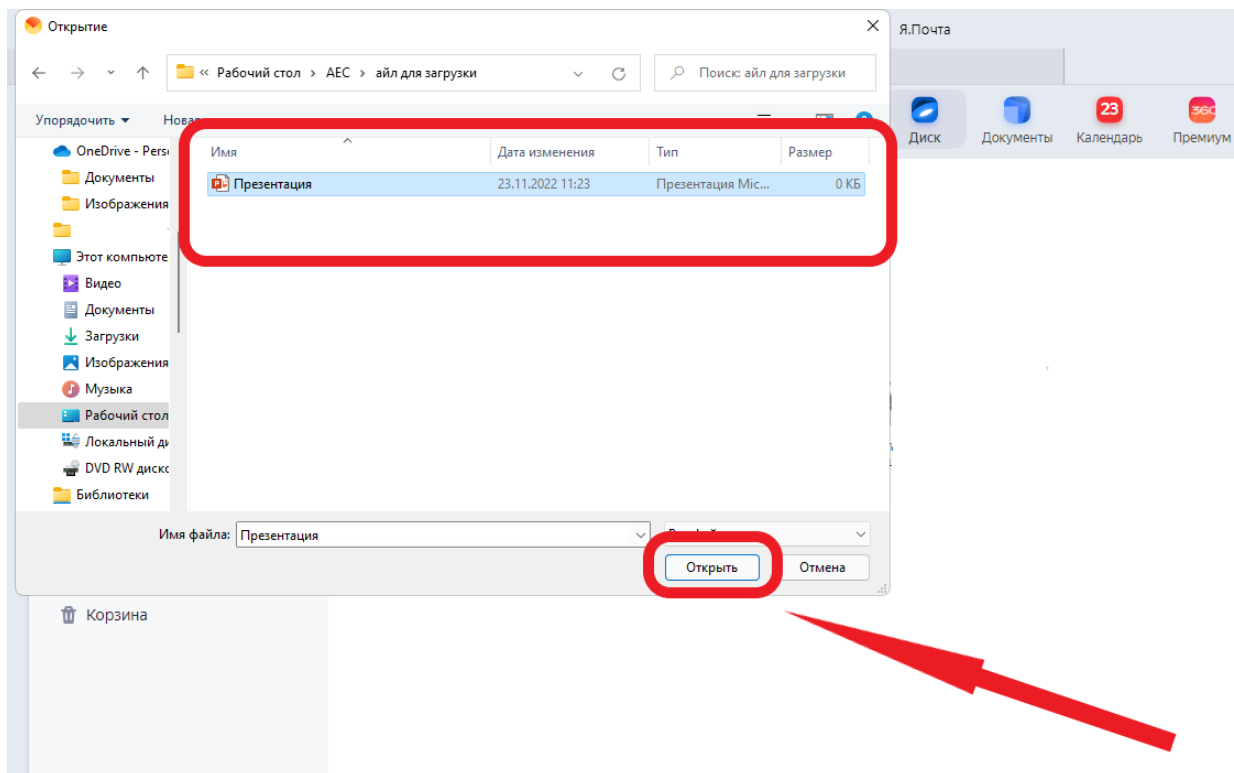 Открытие
Я.Почта
« Рабочий стол › АЕС › айл для загрузки
Поиск: айл для загрузки
Упорядочить
Диск
Документы
Календарь
23
Премиум
360
OneDrive - Pers
Документы
Изображения
Этот компьюте
Видео
Документы
Загрузки
Изображения
Музыка
Рабочий стол
Локальный ди
DVD RW диско
Библиотеки
Имя Дата изменения Тип Размер
Презентация 23.11.2022 11:23 Презентация Mic... 0 КБ
Имя файла: Презентация
Открыть Отмена
Корзина